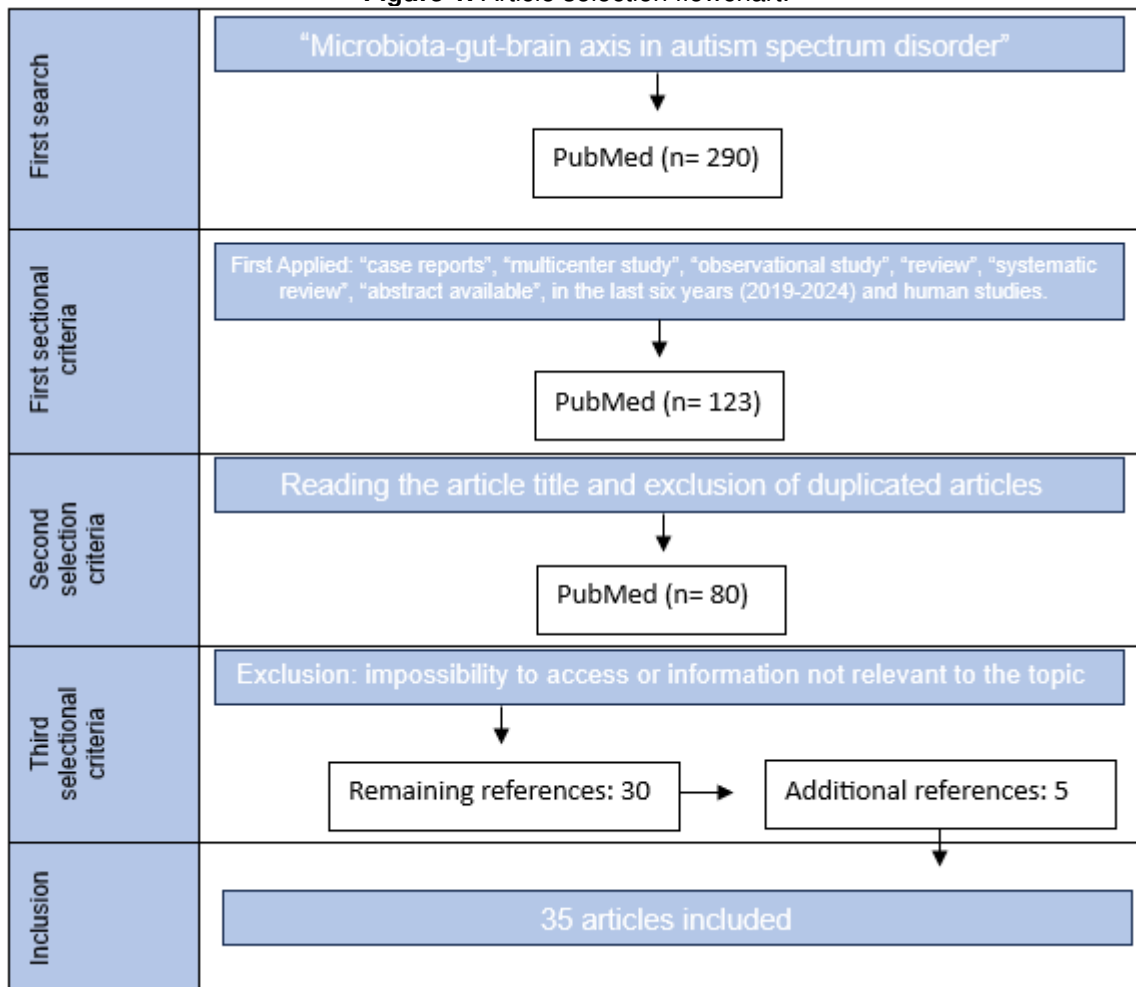 Figure 1. Article selection flowchart.
First search
"Microbiota-gut-brain axis in autism spectrum disorder"
PubMed (n= 290)
First sectional
criteria
First Applied: "case reports", "multicenter study", "observational study", "review", "systematic
review", "abstract available", in the last six years (2019-2024) and human studies.
PubMed (n= 123)
Second
selection
criteria
Reading the article title and exclusion of duplicated articles
PubMed (n= 80)
Third
selectional
criteria
Exclusion: impossibility to access or information not relevant to the topic
Remaining references: 30
Additional references: 5
Inclusion
35 articles included